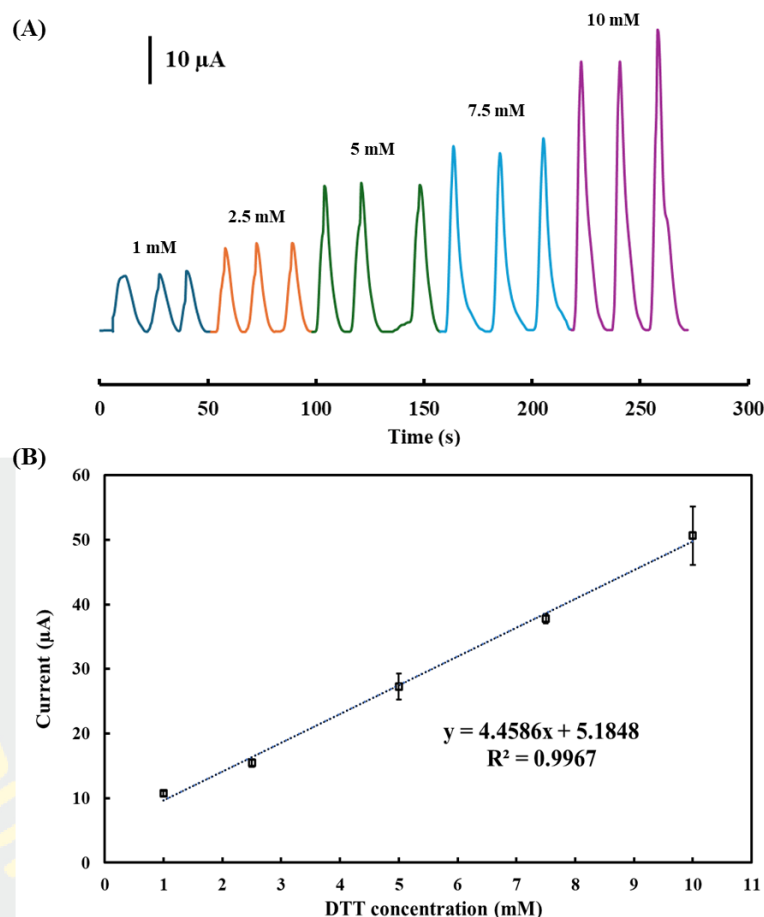 (A)
10 µA
10 mM
7.5 mM
5 mM
2.5 mM
1 mM
0 50 100 150 200 250 300
Time (s)
(B)
60
50
40
30
20
10
0
Current (µA)
y = 4.4586x + 5.1848
R² = 0.9967
0 1 2 3 4 5 6 7 8 9 10 11
DTT concentration (mM)